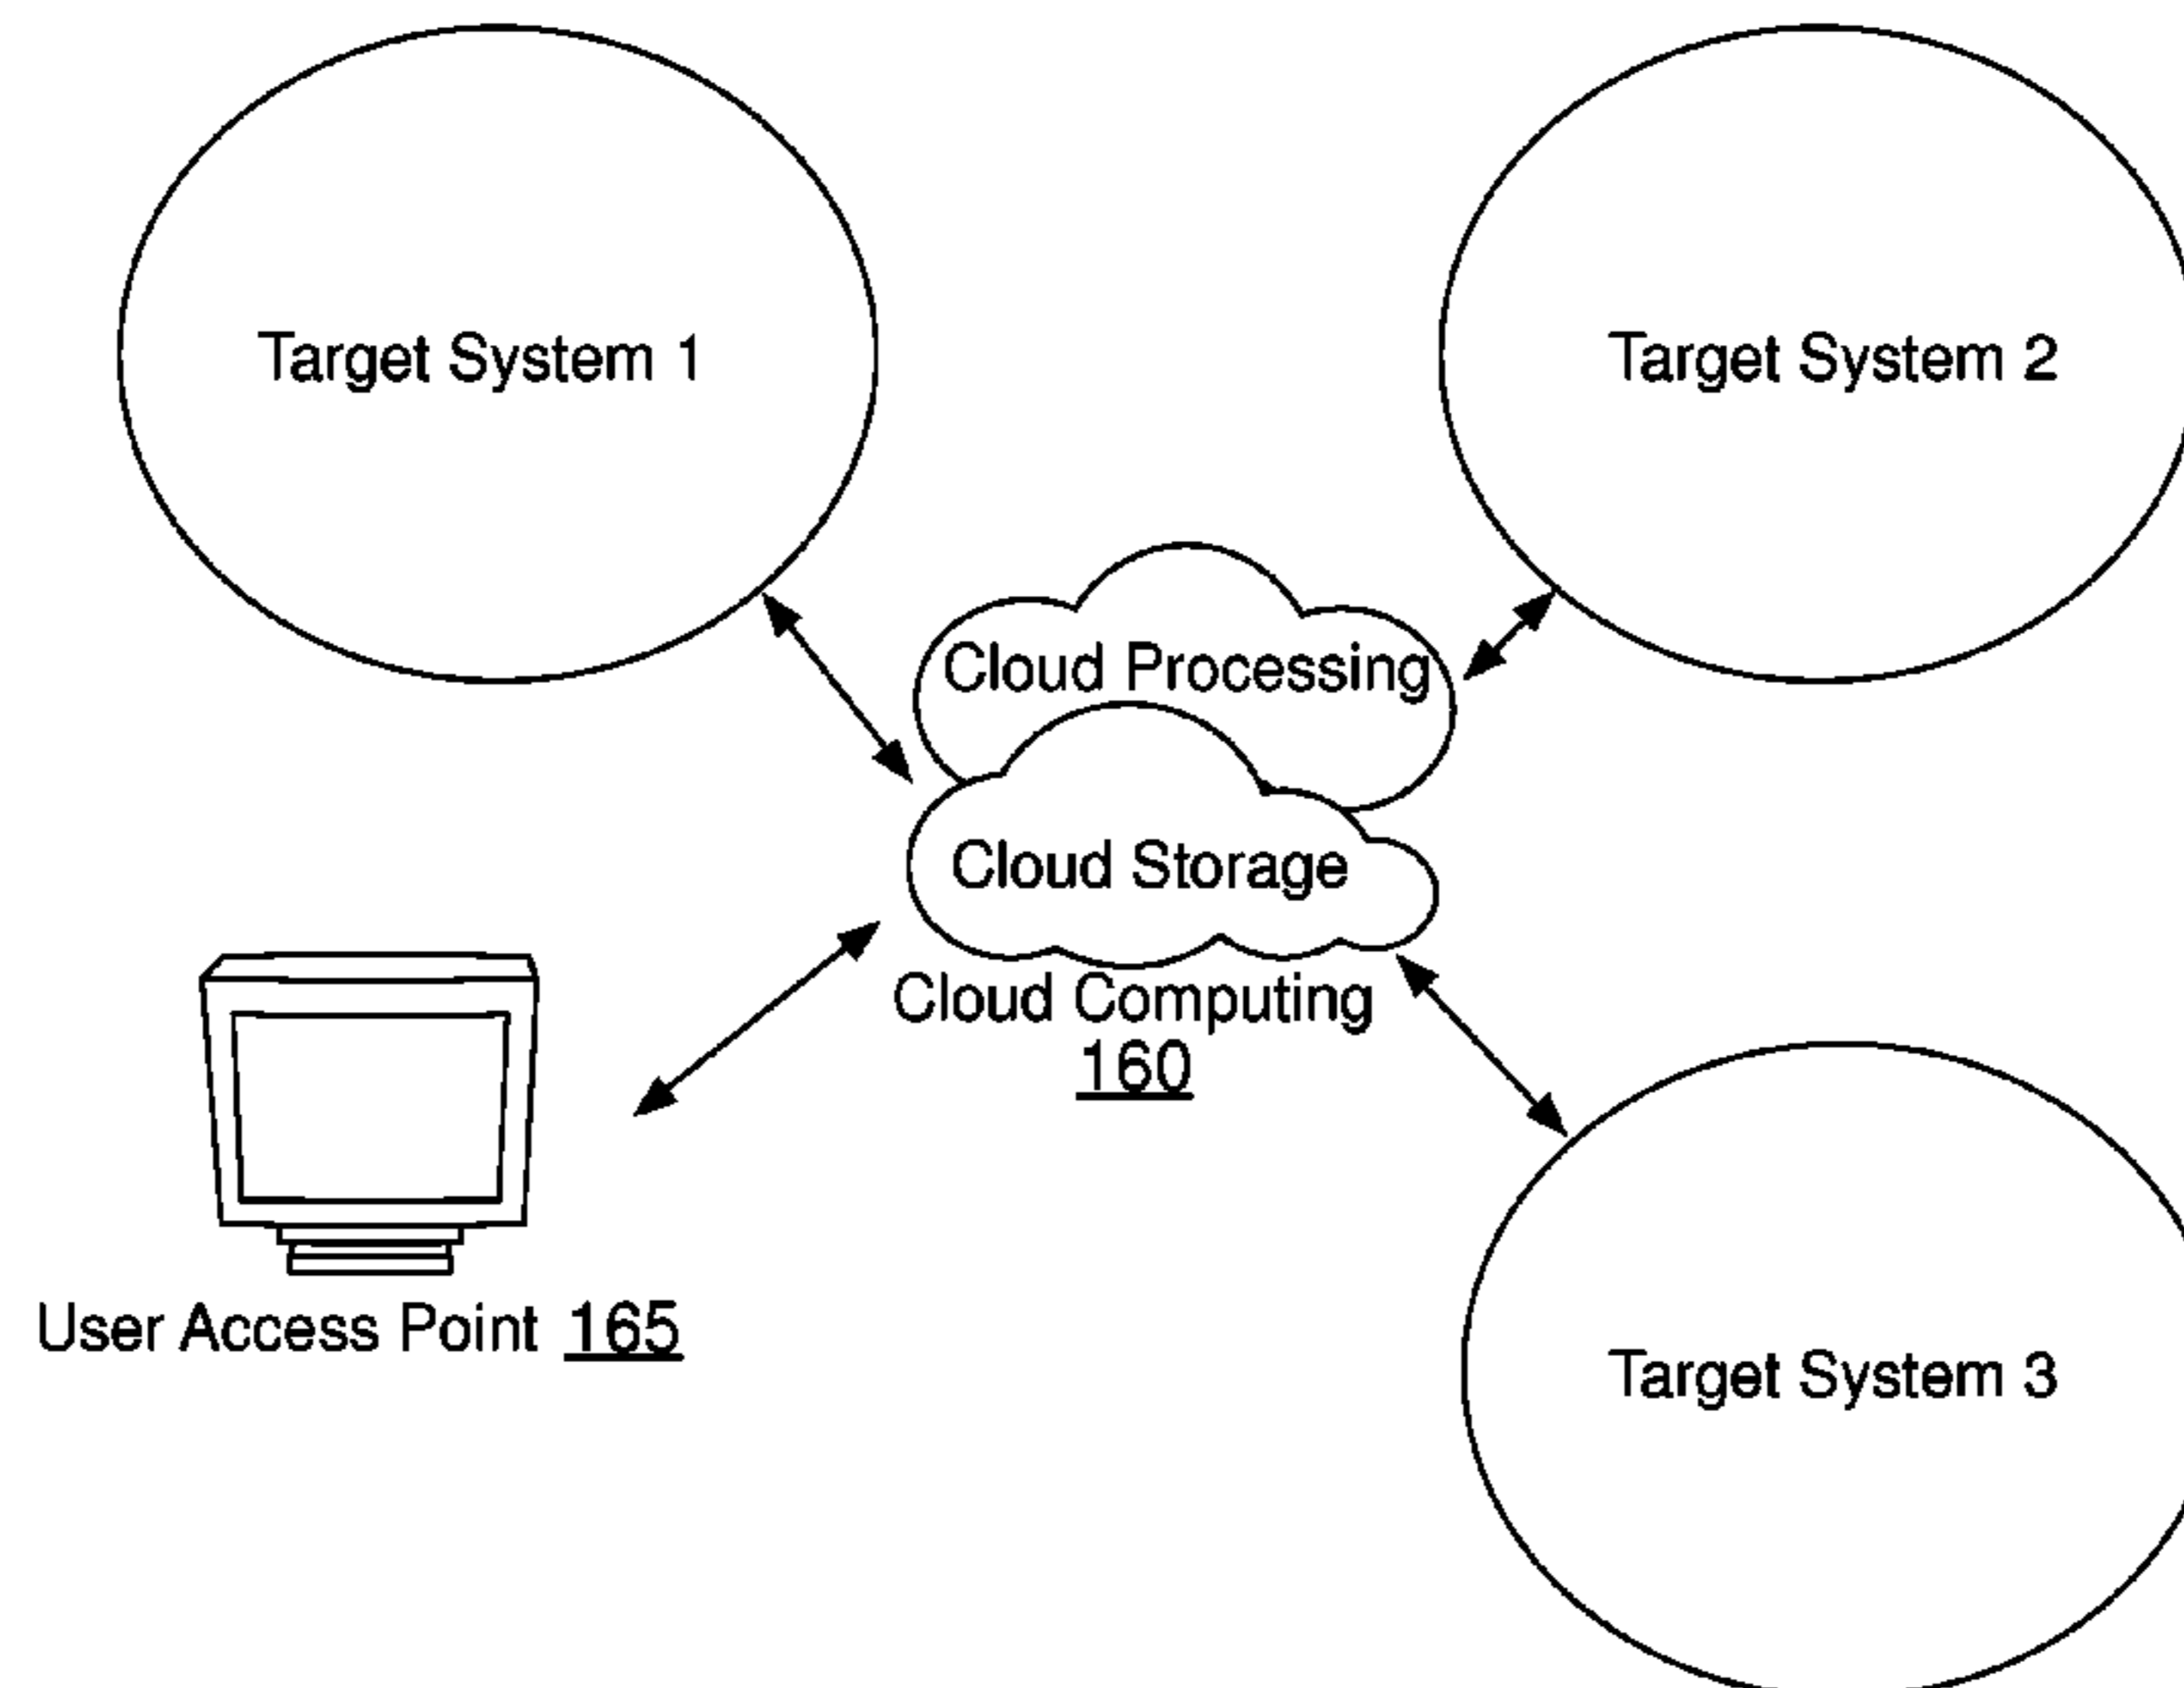 Target System 1
Target System 2
Cloud Processing
Cloud Storage
Cloud Computing
160
User Access Point 165
Target System 3